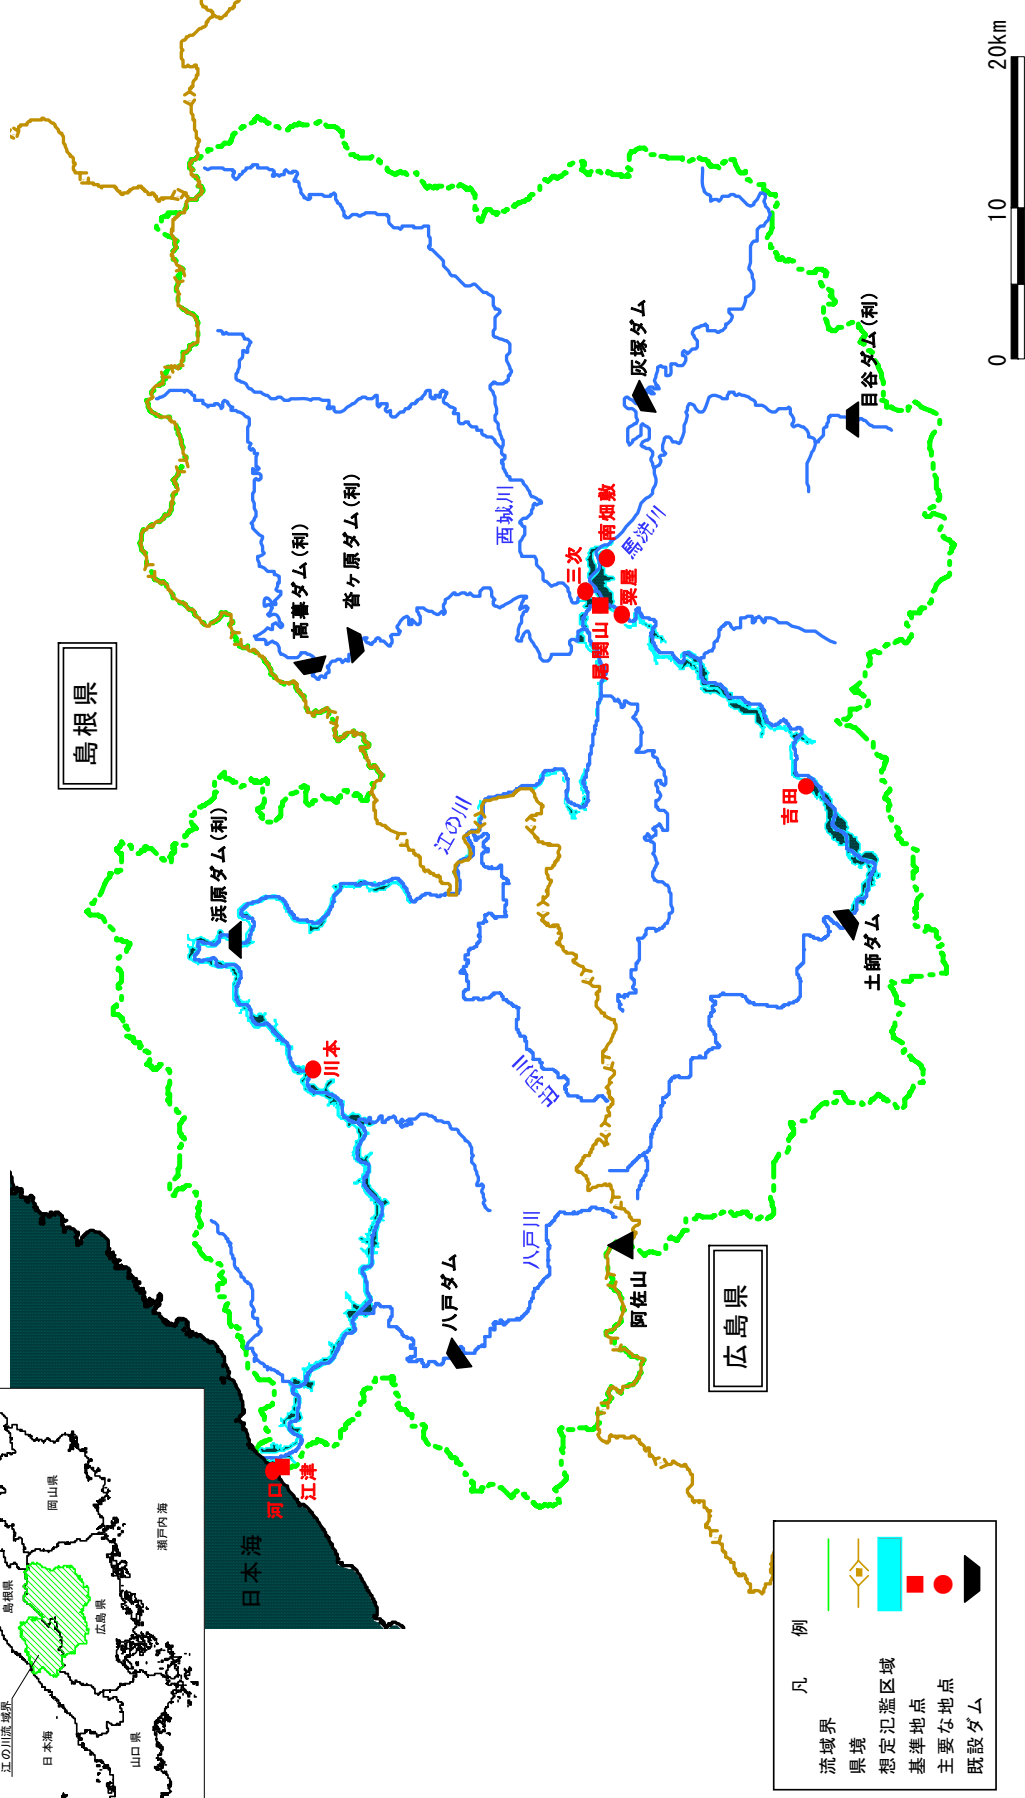 江の川流域界
島根県
岡山県
広島県
瀬戸内海
日本海
山口県
島根県
広島県
日本海
浜原ダム(利)
高暮ダム(利)
沓ヶ原ダム(利)
灰塚ダム
目谷ダム(利)
土師ダム
八戸ダム
阿佐山
江の川
西城川
馬洗川
出羽川
八戸川
河口
江津
川本
三次
南畑敷
粟屋
尾関山
吉田
凡例
流域界
県境
想定氾濫区域
基準地点
主要な地点
既設ダム
0 10 20km